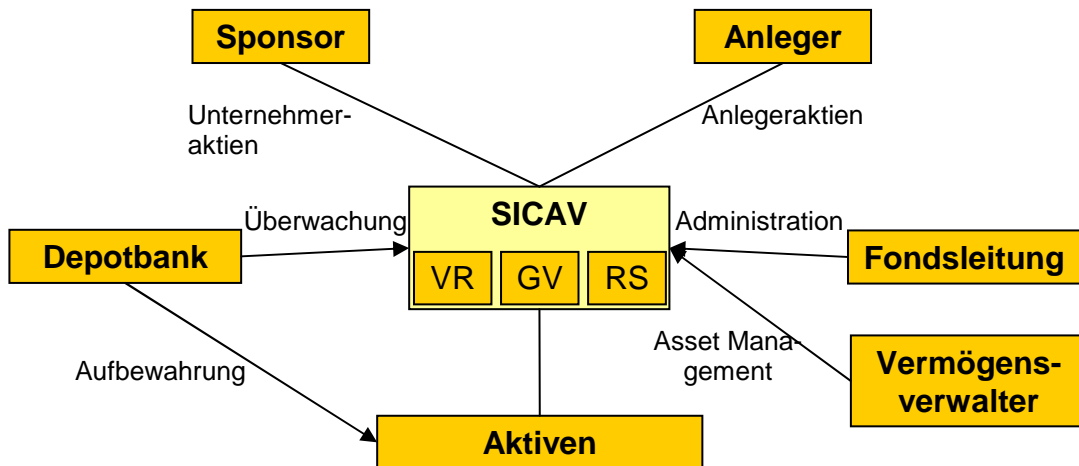 Sponsor
Anleger
Unternehmer-
aktien
Anlegeraktien
SICAV
Überwachung
Administration
Depotbank
VR
GV
RS
Fondsleitung
Asset Mana-
gement
Vermögens-
verwalter
Aufbewahrung
Aktiven